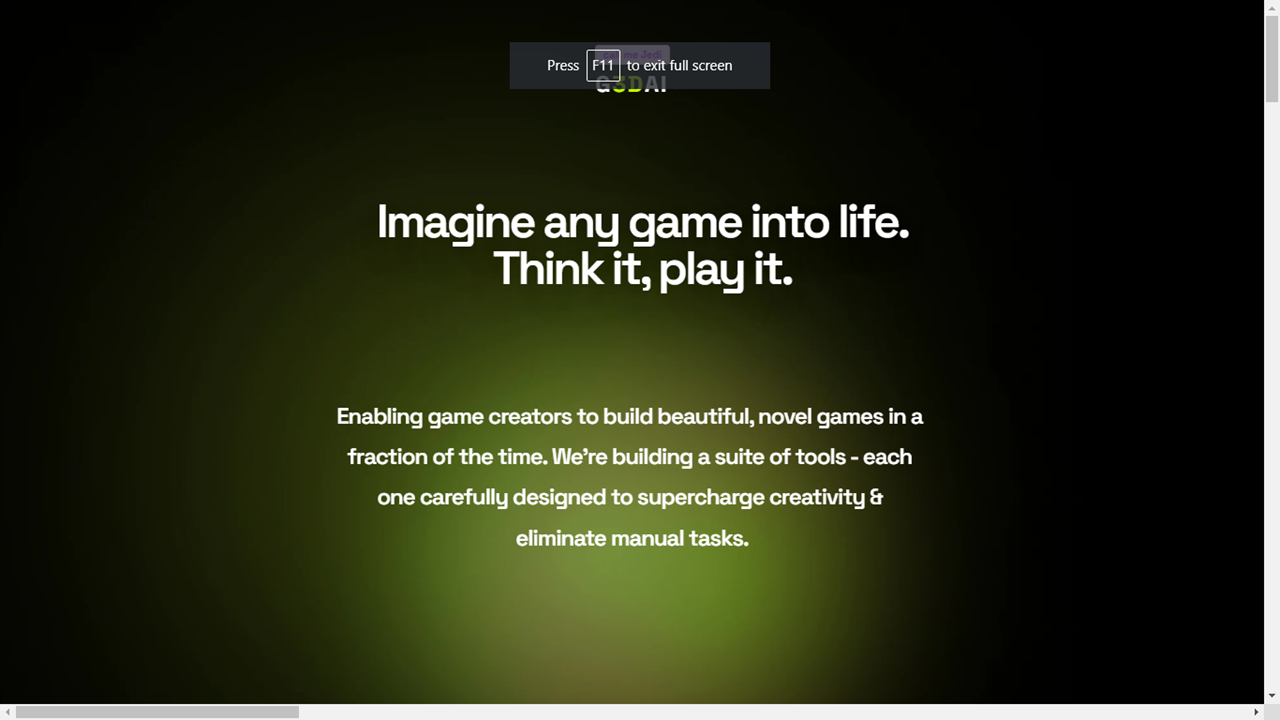 Press F11 to exit full screen
G3DAI
Imagine any game into life.
Think it, play it.
Enabling game creators to build beautiful, novel games in a
fraction of the time. We're building a suite of tools - each
one carefully designed to supercharge creativity &
eliminate manual tasks.